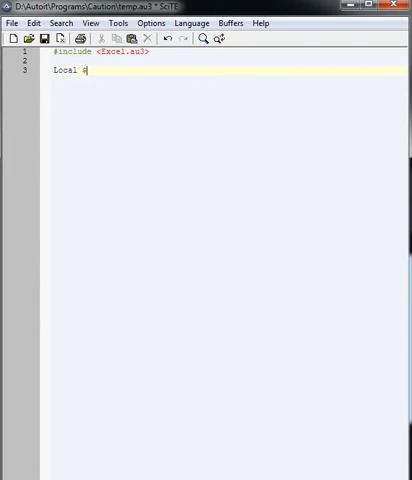 D:\Autoit\Programs\Caution\temp.au3 * SciTE
File Edit Search View Tools Options Language Buffers Help
1 #include <Excel.au3>
2
3 Local $